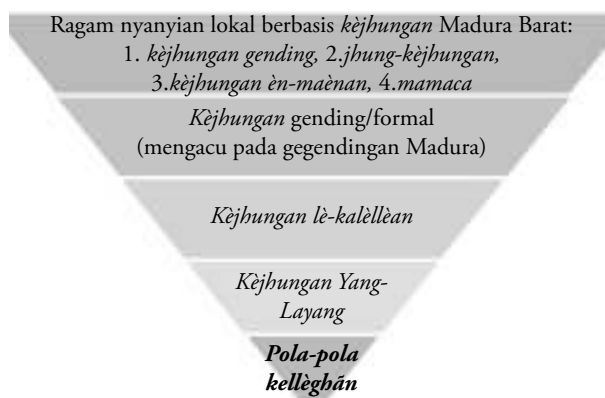 Ragam nyanyian lokal berbasis kèjhungan Madura Barat:
1. kèjhungan gending, 2.jhung-kèjhungan,
3.kèjhungan èn-maènan, 4.mamaca
Kèjhungan gending/formal
(mengacu pada gegendingan Madura)
Kèjhungan lè-kalèllèan
Kèjhungan Yang-
Layang
Pola-pola
kellèghãn